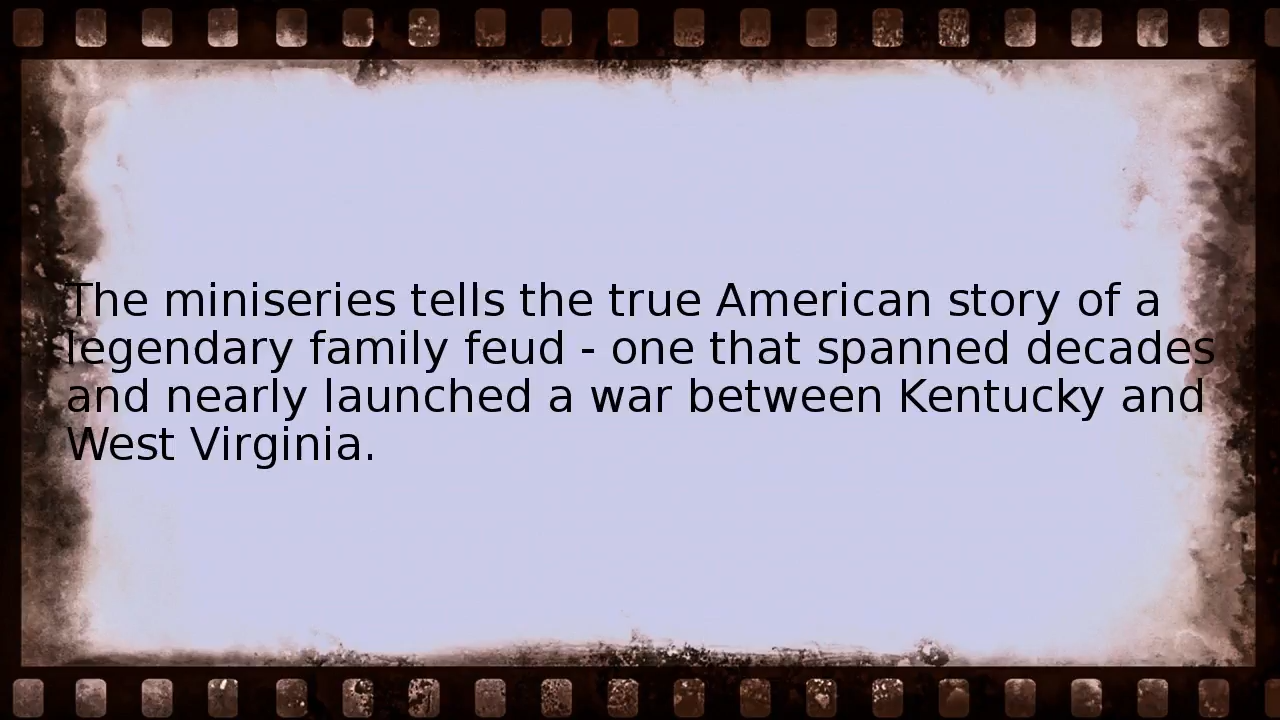 The miniseries tells the true American story of a
legendary family feud - one that spanned decades
and nearly launched a war between Kentucky and
West Virginia.